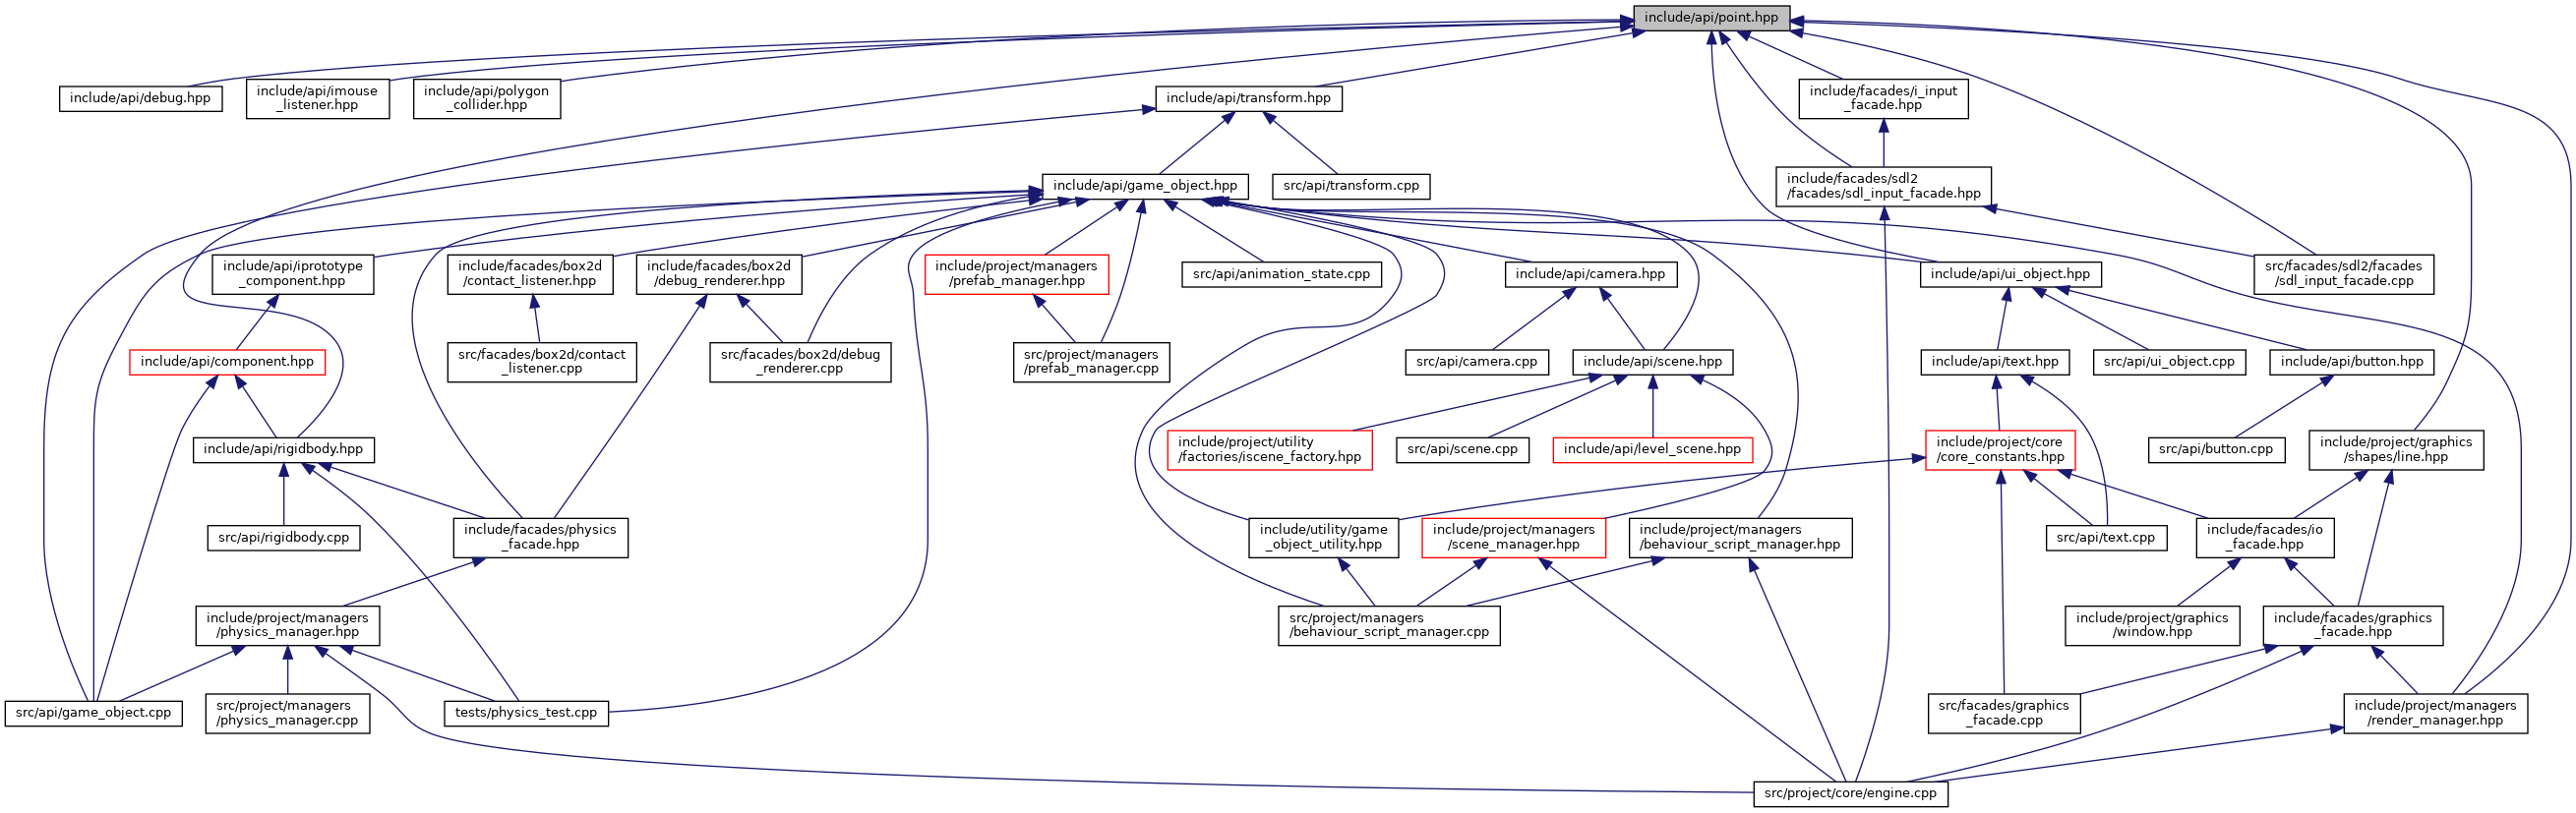 include/api/point.hpp
include/api/debug.hpp
include/api/imouse
_listener.hpp
include/api/polygon
_collider.hpp
include/api/transform.hpp
include/facades/i_input
_facade.hpp
include/api/game_object.hpp
src/api/transform.cpp
include/facades/sdl2
/facades/sdl_input_facade.hpp
include/api/iprototype
_component.hpp
include/facades/box2d
/contact_listener.hpp
include/facades/box2d
/debug_renderer.hpp
include/project/managers
/prefab_manager.hpp
src/api/animation_state.cpp
include/api/camera.hpp
include/api/ui_object.hpp
src/facades/sdl2/facades
/sdl_input_facade.cpp
include/api/component.hpp
src/facades/box2d/contact
_listener.cpp
src/facades/box2d/debug
_renderer.cpp
src/project/managers
/prefab_manager.cpp
src/api/camera.cpp
include/api/scene.hpp
include/api/text.hpp
src/api/ui_object.cpp
include/api/button.hpp
include/api/rigidbody.hpp
include/project/utility
/factories/iscene_factory.hpp
src/api/scene.cpp
include/api/level_scene.hpp
include/project/core
/core_constants.hpp
src/api/button.cpp
include/project/graphics
/shapes/line.hpp
src/api/rigidbody.cpp
include/facades/physics
_facade.hpp
include/utility/game
_object_utility.hpp
include/project/managers
/scene_manager.hpp
include/project/managers
/behaviour_script_manager.hpp
src/api/text.cpp
include/facades/io
_facade.hpp
include/project/managers
/physics_manager.hpp
src/project/managers
/behaviour_script_manager.cpp
include/project/graphics
/window.hpp
include/facades/graphics
_facade.hpp
src/api/game_object.cpp
src/project/managers
/physics_manager.cpp
tests/physics_test.cpp
src/facades/graphics
_facade.cpp
include/project/managers
/render_manager.hpp
src/project/core/engine.cpp